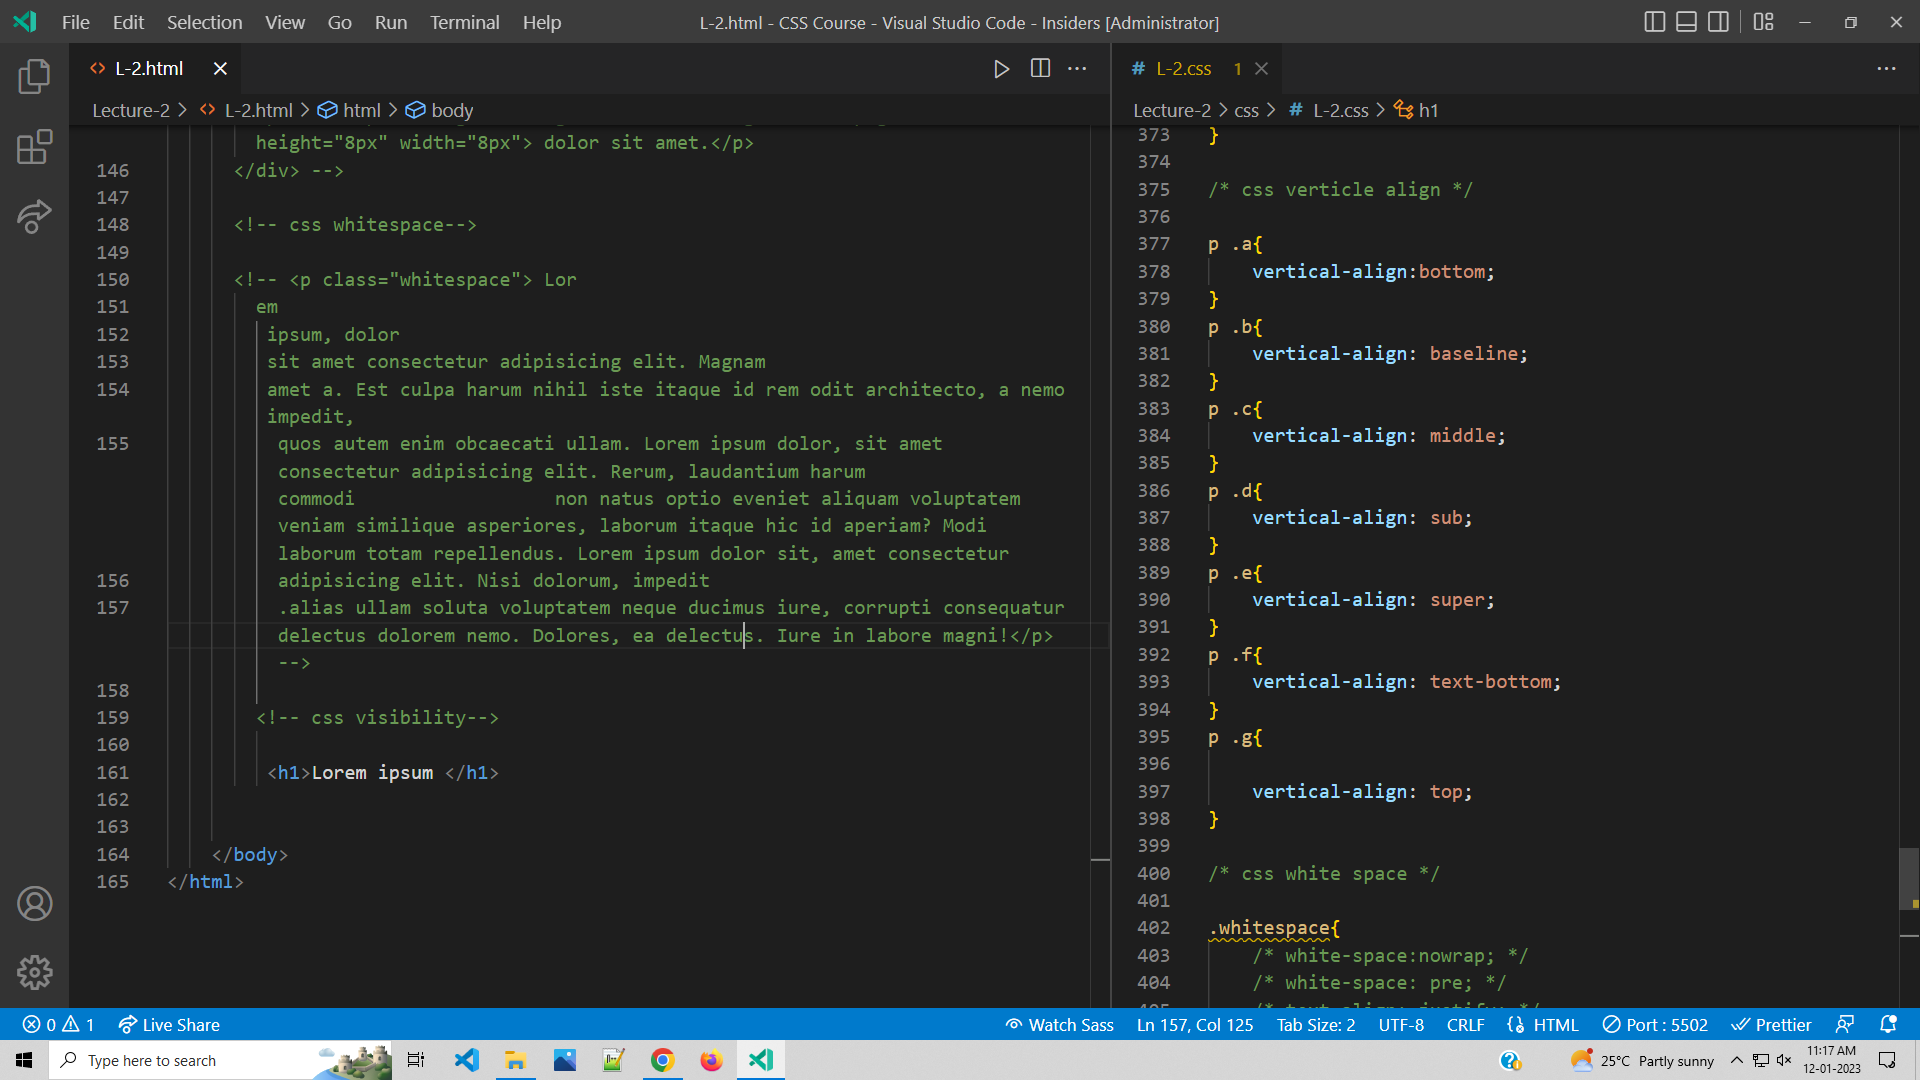 File Edit Selection View Go Run Terminal Help
L-2.html - CSS Course - Visual Studio Code - Insiders [Administrator]
L-2.html
Lecture-2 > L-2.html > html > body
height="8px" width="8px"> dolor sit amet.</p>
146 </div> -->
147
148 <!-- css whitespace-->
149
150 <!-- <p class="whitespace"> Lor
151 em
152 ipsum, dolor
153 sit amet consectetur adipisicing elit. Magnam
154 amet a. Est culpa harum nihil iste itaque id rem odit architecto, a nemo
impedit,
155 quos autem enim obcaecati ullam. Lorem ipsum dolor, sit amet
consectetur adipisicing elit. Rerum, laudantium harum
commodi                  non natus optio eveniet aliquam voluptatem
veniam similique asperiores, laborum itaque hic id aperiam? Modi
laborum totam repellendus. Lorem ipsum dolor sit, amet consectetur
156 adipisicing elit. Nisi dolorum, impedit
157 .alias ullam soluta voluptatem neque ducimus iure, corrupti consequatur
delectus dolorem nemo. Dolores, ea delectus. Iure in labore magni!</p>
-->
158
159 <!-- css visibility-->
160
161 <h1>Lorem ipsum </h1>
162
163
164 </body>
165 </html>
L-2.css 1
Lecture-2 > css > # L-2.css > h1
373 }
374
375 /* css verticle align */
376
377 p .a{
378 vertical-align:bottom;
379 }
380 p .b{
381 vertical-align: baseline;
382 }
383 p .c{
384 vertical-align: middle;
385 }
386 p .d{
387 vertical-align: sub;
388 }
389 p .e{
390 vertical-align: super;
391 }
392 p .f{
393 vertical-align: text-bottom;
394 }
395 p .g{
396
397 vertical-align: top;
398 }
399
400 /* css white space */
401
402 .whitespace{
403 /* white-space:nowrap; */
404 /* white-space: pre; */
405 /* text-align: justify; */
0 1 Live Share
Watch Sass Ln 157, Col 125 Tab Size: 2 UTF-8 CRLF HTML Port : 5502 Prettier
Type here to search
25°C Partly sunny
11:17 AM
12-01-2023